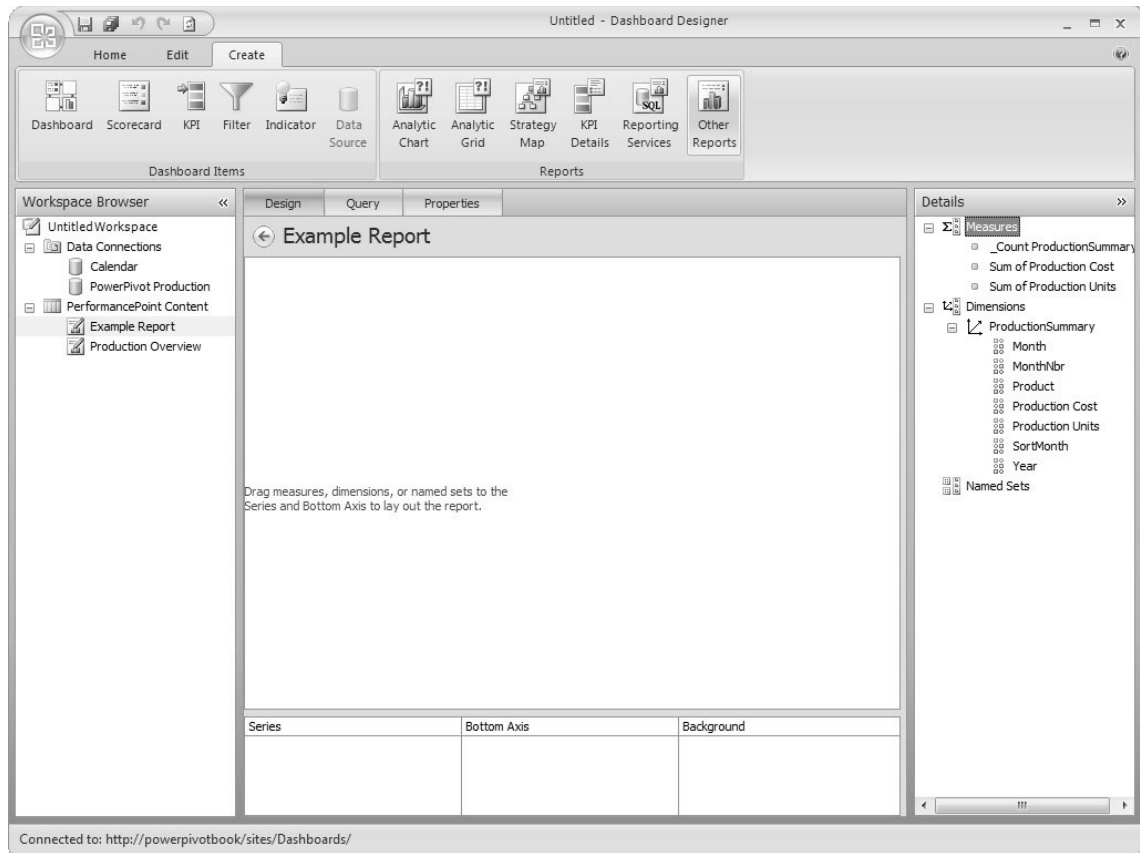 Untitled - Dashboard Designer
Home Edit Create
Dashboard Scorecard KPI Filter Indicator Data Source Analytic Chart Analytic Grid Strategy Map KPI Details Reporting Services Other Reports
SQL
Dashboard Items
Reports
Workspace Browser
Untitled Workspace
Data Connections
Calendar
PowerPivot Production
PerformancePoint Content
Example Report
Production Overview
Design Query Properties
Example Report
Drag measures, dimensions, or named sets to the
Series and Bottom Axis to lay out the report.
Series Bottom Axis Background
Details
Measures
_Count ProductionSummary
Sum of Production Cost
Sum of Production Units
Dimensions
ProductionSummary
Month
MonthNbr
Product
Production Cost
Production Units
SortMonth
Year
Named Sets
Connected to: http://powerpivotbook/sites/Dashboards/